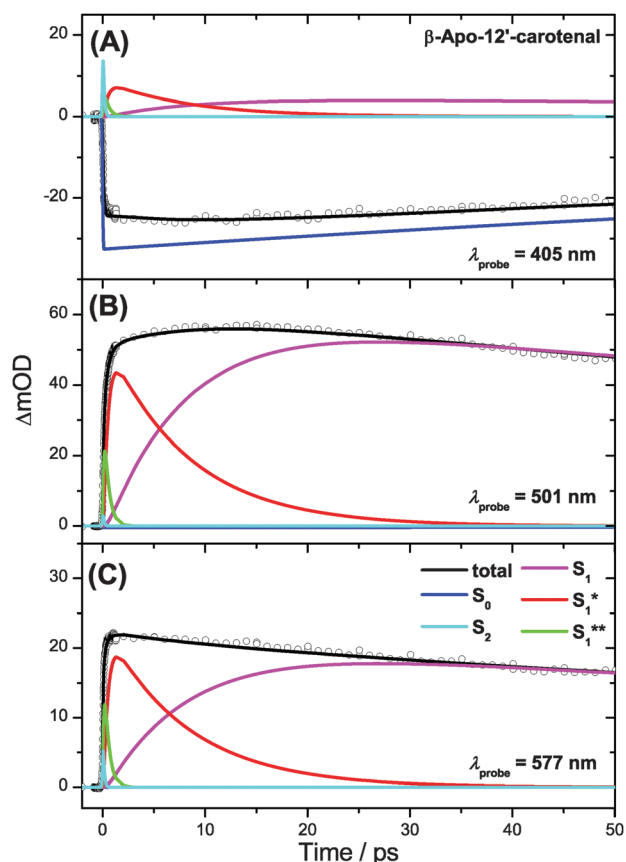 (A)
β-Apo-12'-carotenal
20
0
-20
λprobe = 405 nm
(B)
60
40
20
0
ΔmOD
λprobe = 501 nm
(C)
30
20
10
0
total
S0
S2
S1
S1*
S1**
λprobe = 577 nm
0 10 20 30 40 50
Time / ps